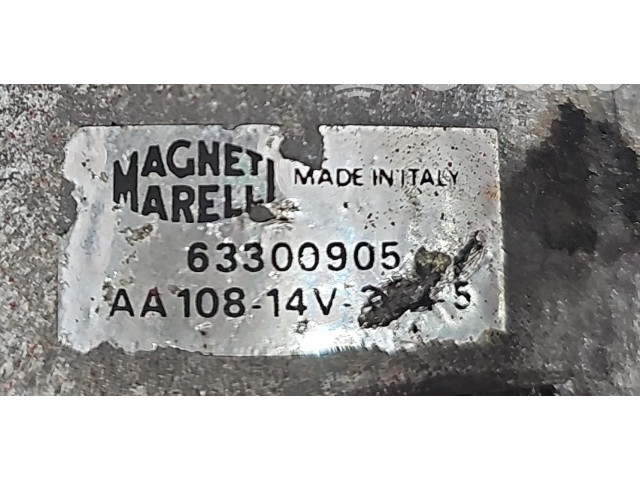 MAGNETI
MARELLI
MADE IN ITALY
63300905
AA108-14V-